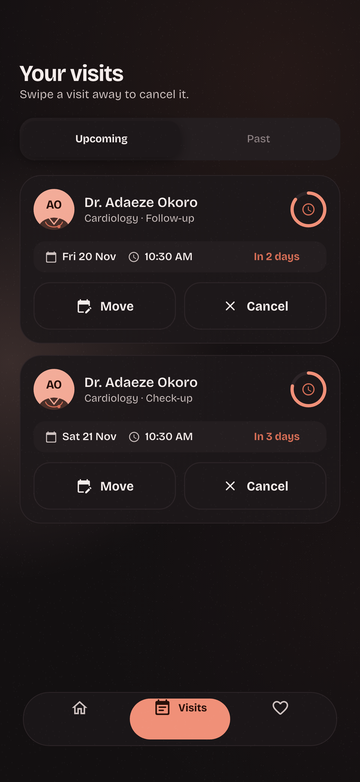 Your visits
Swipe a visit away to cancel it.
Upcoming Past
AO Dr. Adaeze Okoro
Cardiology · Follow-up
Fri 20 Nov 10:30 AM In 2 days
Move Cancel
AO Dr. Adaeze Okoro
Cardiology · Check-up
Sat 21 Nov 10:30 AM In 3 days
Move Cancel
Visits